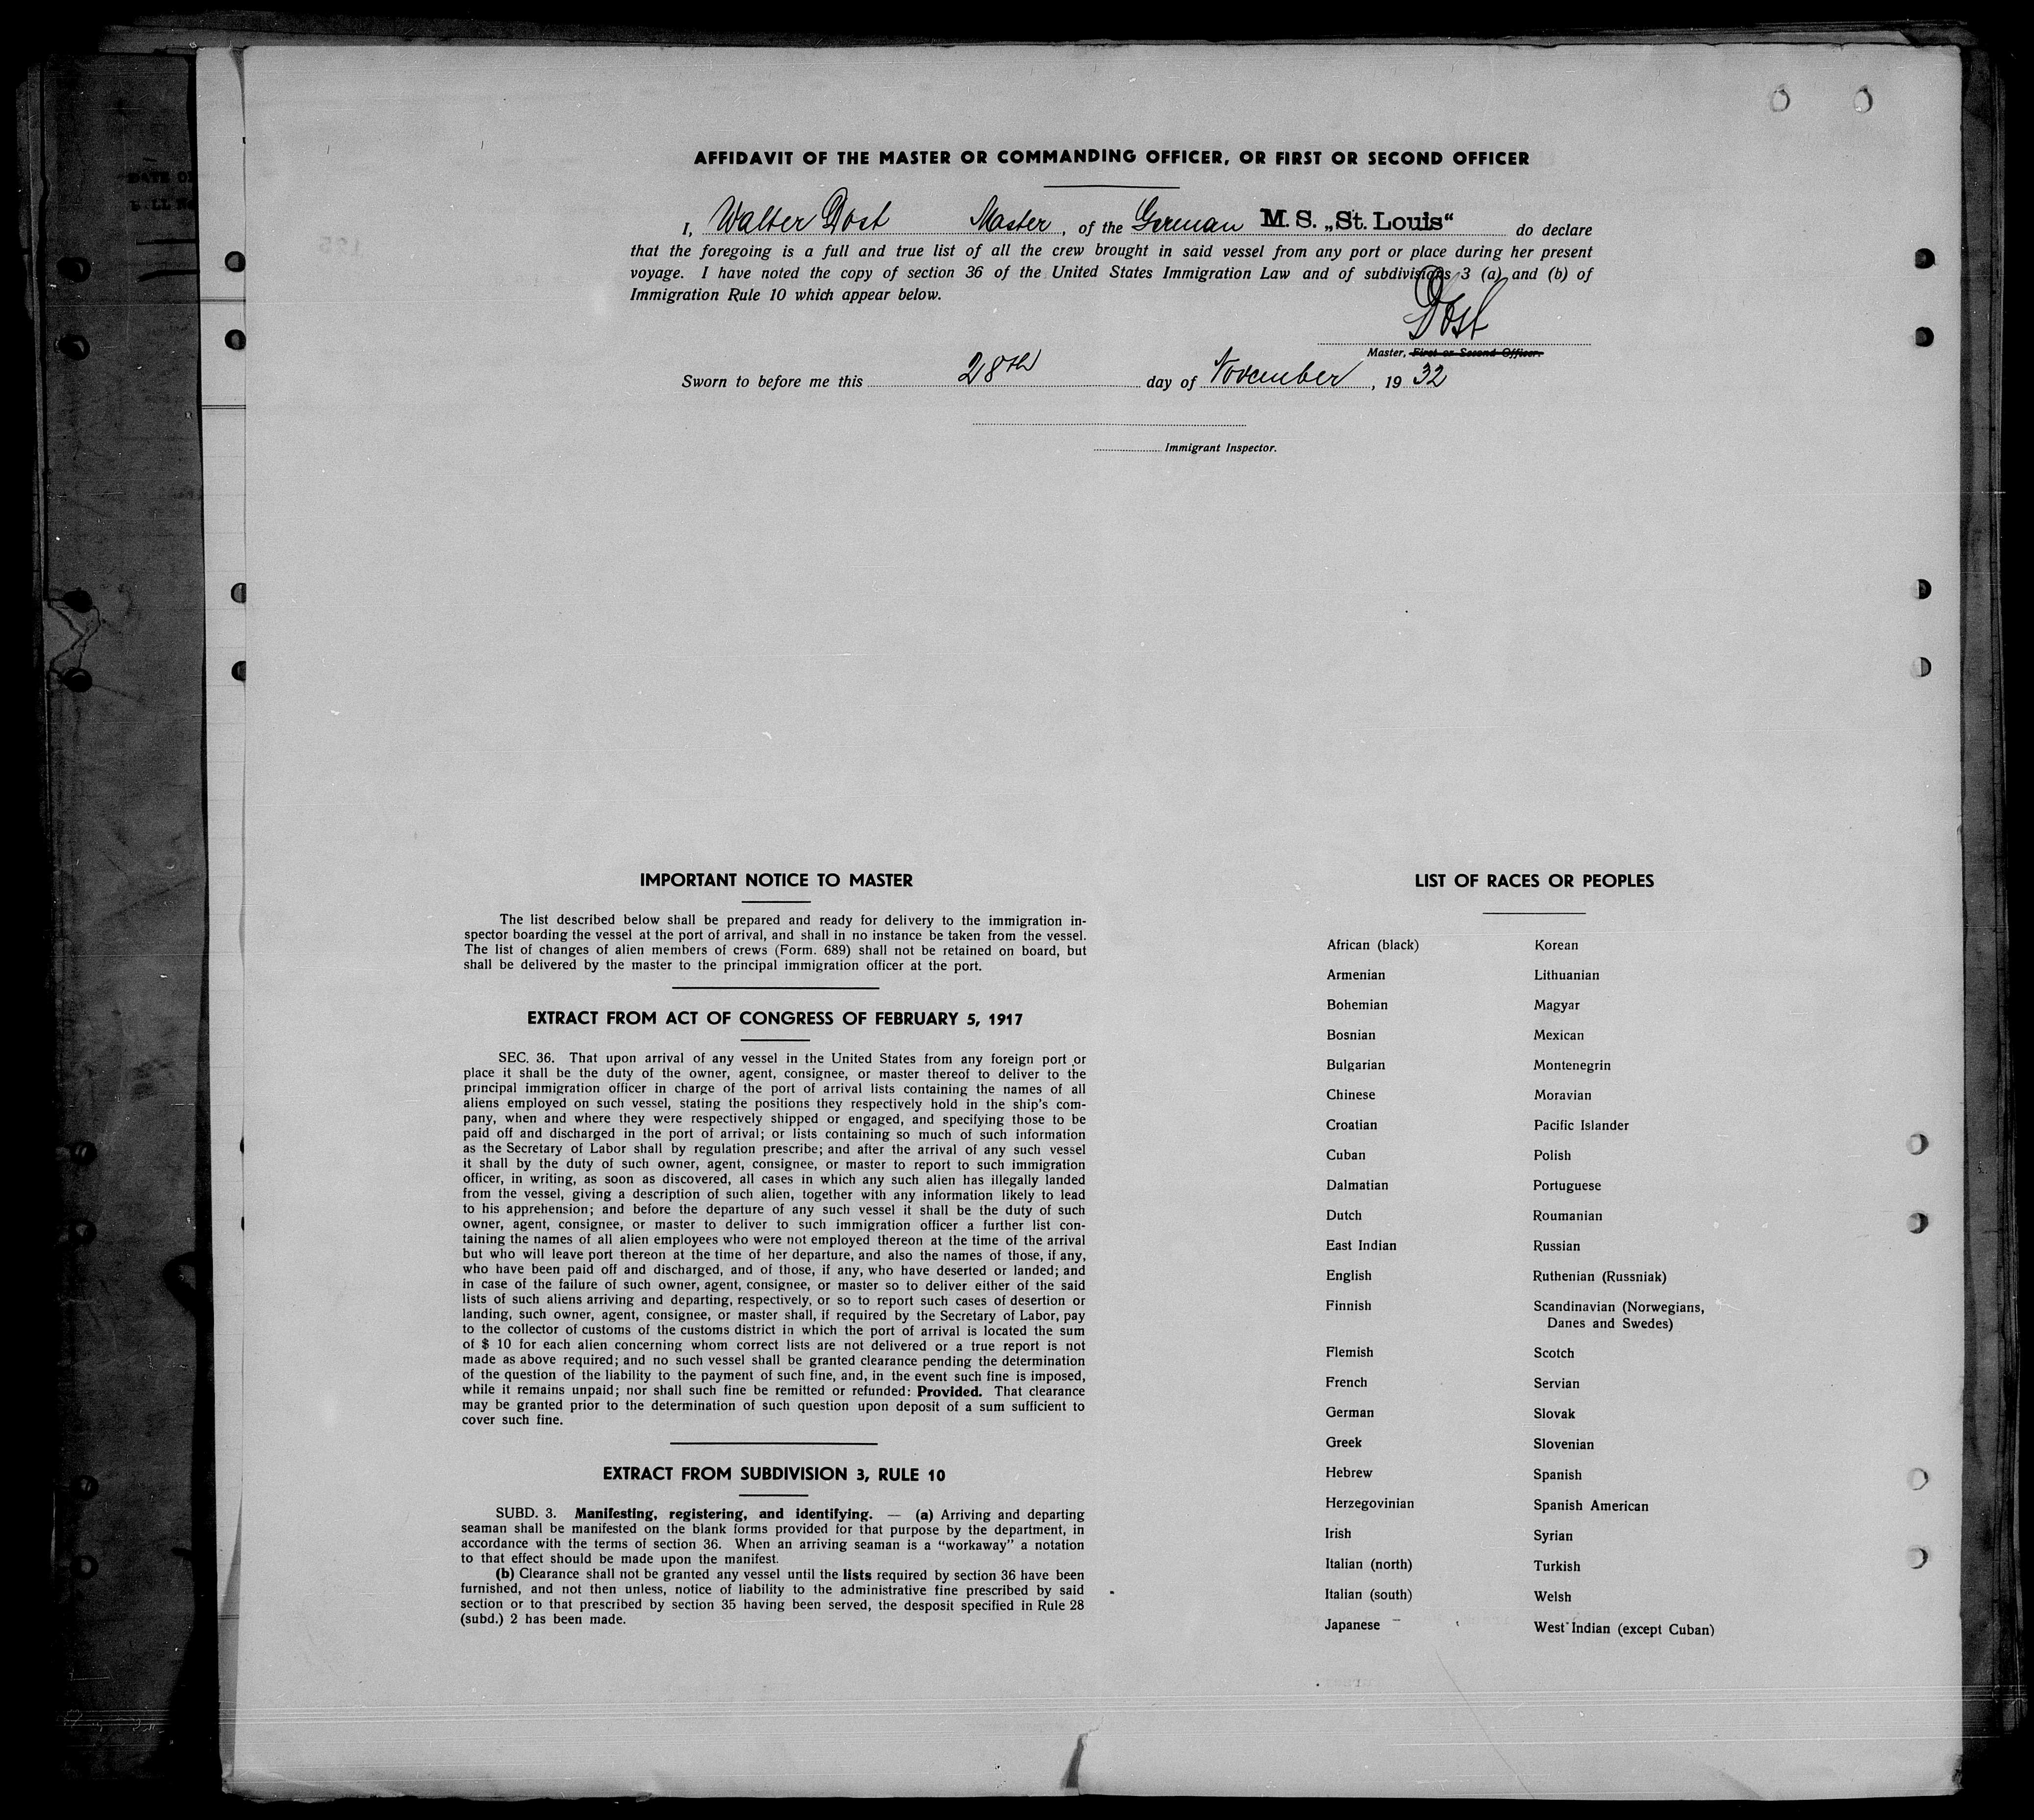 DATE OF
AFFIDAVIT OF THE MASTER OR COMMANDING OFFICER, OR FIRST OR SECOND OFFICER
I, Walter Dost Master, of the German M. S. „St. Louis“ do declare
that the foregoing is a full and true list of all the crew brought in said vessel from any port or place during her present
voyage. I have noted the copy of section 36 of the United States Immigration Law and of subdivisions 3 (a) and (b) of
Immigration Rule 10 which appear below.
Dost
Master, First or Second Officer.
Sworn to before me this 28th day of November, 19 32
Immigrant Inspector.
IMPORTANT NOTICE TO MASTER
The list described below shall be prepared and ready for delivery to the immigration in-
spector boarding the vessel at the port of arrival, and shall in no instance be taken from the vessel.
The list of changes of alien members of crews (Form. 689) shall not be retained on board, but
shall be delivered by the master to the principal immigration officer at the port.
EXTRACT FROM ACT OF CONGRESS OF FEBRUARY 5, 1917
SEC. 36. That upon arrival of any vessel in the United States from any foreign port or
place it shall be the duty of the owner, agent, consignee, or master thereof to deliver to the
principal immigration officer in charge of the port of arrival lists containing the names of all
aliens employed on such vessel, stating the positions they respectively hold in the ship's com-
pany, when and where they were respectively shipped or engaged, and specifying those to be
paid off and discharged in the port of arrival; or lists containing so much of such information
as the Secretary of Labor shall by regulation prescribe; and after the arrival of any such vessel
it shall by the duty of such owner, agent, consignee, or master to report to such immigration
officer, in writing, as soon as discovered, all cases in which any such alien has illegally landed
from the vessel, giving a description of such alien, together with any information likely to lead
to his apprehension; and before the departure of any such vessel it shall be the duty of such
owner, agent, consignee, or master to deliver to such immigration officer a further list con-
taining the names of all alien employees who were not employed thereon at the time of the arrival
but who will leave port thereon at the time of her departure, and also the names of those, if any,
who have been paid off and discharged, and of those, if any, who have deserted or landed; and
in case of the failure of such owner, agent, consignee, or master so to deliver either of the said
lists of such aliens arriving and departing, respectively, or so to report such cases of desertion or
landing, such owner, agent, consignee, or master shall, if required by the Secretary of Labor, pay
to the collector of customs of the customs district in which the port of arrival is located the sum
of $ 10 for each alien concerning whom correct lists are not delivered or a true report is not
made as above required; and no such vessel shall be granted clearance pending the determination
of the question of the liability to the payment of such fine, and, in the event such fine is imposed,
while it remains unpaid; nor shall such fine be remitted or refunded: Provided. That clearance
may be granted prior to the determination of such question upon deposit of a sum sufficient to
cover such fine.
EXTRACT FROM SUBDIVISION 3, RULE 10
SUBD. 3. Manifesting, registering, and identifying. — (a) Arriving and departing
seaman shall be manifested on the blank forms provided for that purpose by the department, in
accordance with the terms of section 36. When an arriving seaman is a “workaway” a notation
to that effect should be made upon the manifest.
(b) Clearance shall not be granted any vessel until the lists required by section 36 have been
furnished, and not then unless, notice of liability to the administrative fine prescribed by said
section or to that prescribed by section 35 having been served, the desposit specified in Rule 28
(subd.) 2 has been made.
LIST OF RACES OR PEOPLES
African (black)
Armenian
Bohemian
Bosnian
Bulgarian
Chinese
Croatian
Cuban
Dalmatian
Dutch
East Indian
English
Finnish
Flemish
French
German
Greek
Hebrew
Herzegovinian
Irish
Italian (north)
Italian (south)
Japanese
Korean
Lithuanian
Magyar
Mexican
Montenegrin
Moravian
Pacific Islander
Polish
Portuguese
Roumanian
Russian
Ruthenian (Russniak)
Scandinavian (Norwegians,
Danes and Swedes)
Scotch
Servian
Slovak
Slovenian
Spanish
Spanish American
Syrian
Turkish
Welsh
West Indian (except Cuban)